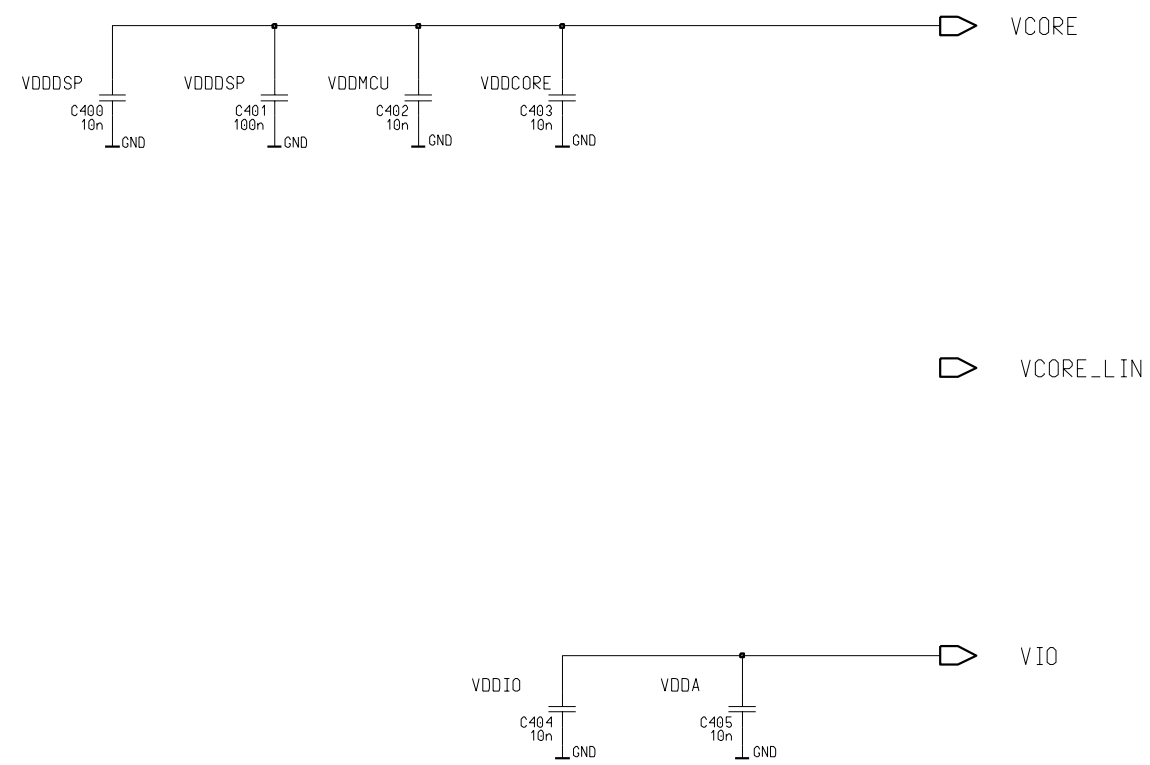 VCORE
VDDDSP
C400
10n
GND
VDDDSP
C401
100n
GND
VDDMCU
C402
10n
GND
VDDCORE
C403
10n
GND
VCORE_LIN
VIO
VDDIO
C404
10n
GND
VDDA
C405
10n
GND